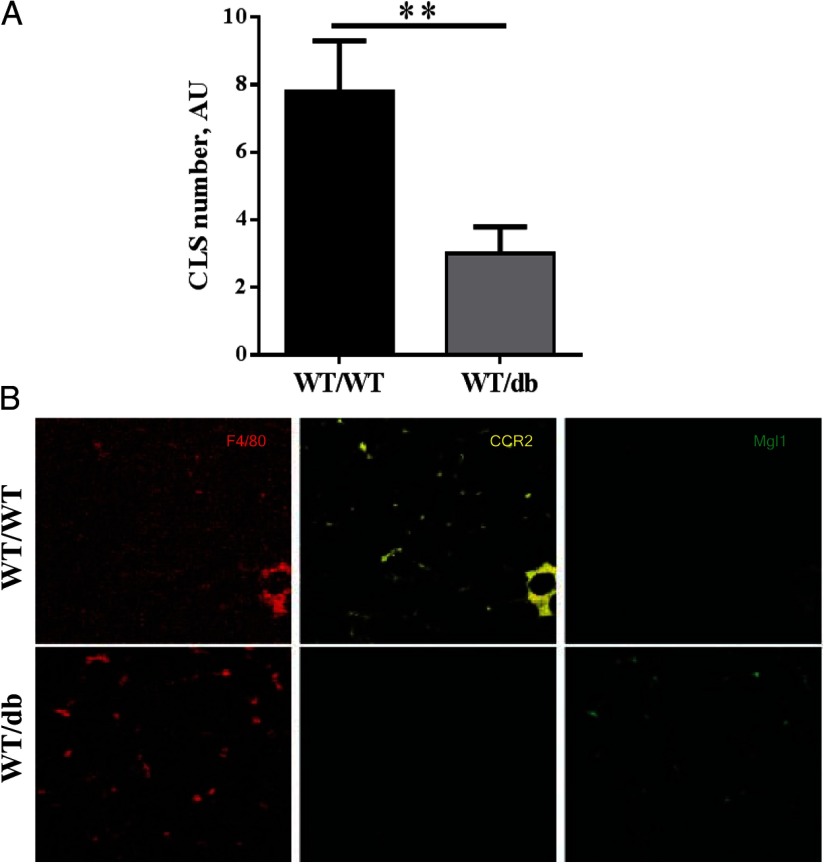 A
**
10
8
6
4
2
0
CLS number, AU
WT/WT
WT/db
B
WT/WT
F4/80
CCR2
Mgl1
WT/db